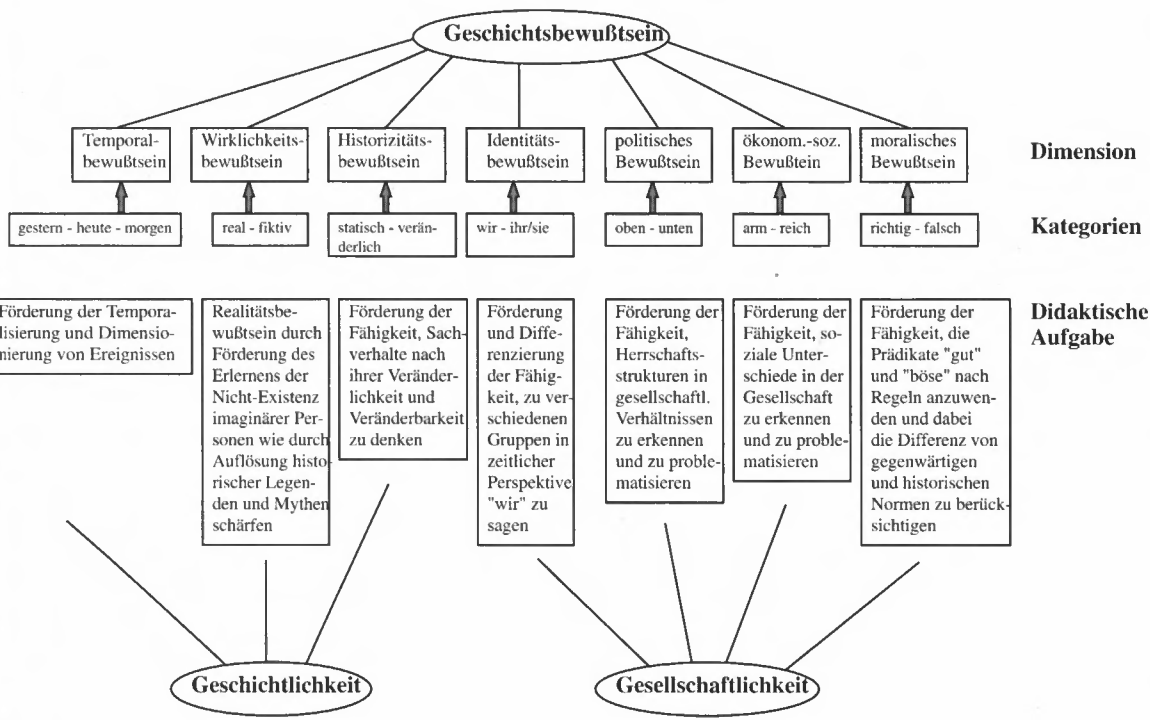 Geschichtsbewußtsein
Temporal-
bewußtsein
Wirklichkeits-
bewußtsein
Historizitäts-
bewußtsein
Identitäts-
bewußtsein
politisches
Bewußtsein
ökonom.-soz.
Bewußtein
moralisches
Bewußtsein
Dimension
gestern - heute - morgen
real - fiktiv
statisch - verän-
derlich
wir - ihr/sie
oben - unten
arm - reich
richtig - falsch
Kategorien
Förderung der Tempora-
lisierung und Dimensio-
nierung von Ereignissen
Realitätsbe-
wußtsein durch
Förderung des
Erlernens der
Nicht-Existenz
imaginärer Per-
sonen wie durch
Auflösung histo-
rischer Legen-
den und Mythen
schärfen
Förderung der
Fähigkeit, Sach-
verhalte nach
ihrer Veränder-
lichkeit und
Veränderbarkeit
zu denken
Förderung
und Diffe-
renzierung
der Fähig-
keit, zu ver-
schiedenen
Gruppen in
zeitlicher
Perspektive
"wir" zu
sagen
Förderung der
Fähigkeit,
Herrschafts-
strukturen in
gesellschaftl.
Verhältnissen
zu erkennen
und zu proble-
matisieren
Förderung der
Fähigkeit, so-
ziale Unter-
schiede in der
Gesellschaft
zu erkennen
und zu proble-
matisieren
Förderung der
Fähigkeit, die
Prädikate "gut"
und "böse" nach
Regeln anzuwen-
den und dabei
die Differenz von
gegenwärtigen
und historischen
Normen zu berück-
sichtigen
Didaktische
Aufgabe
Geschichtlichkeit
Gesellschaftlichkeit